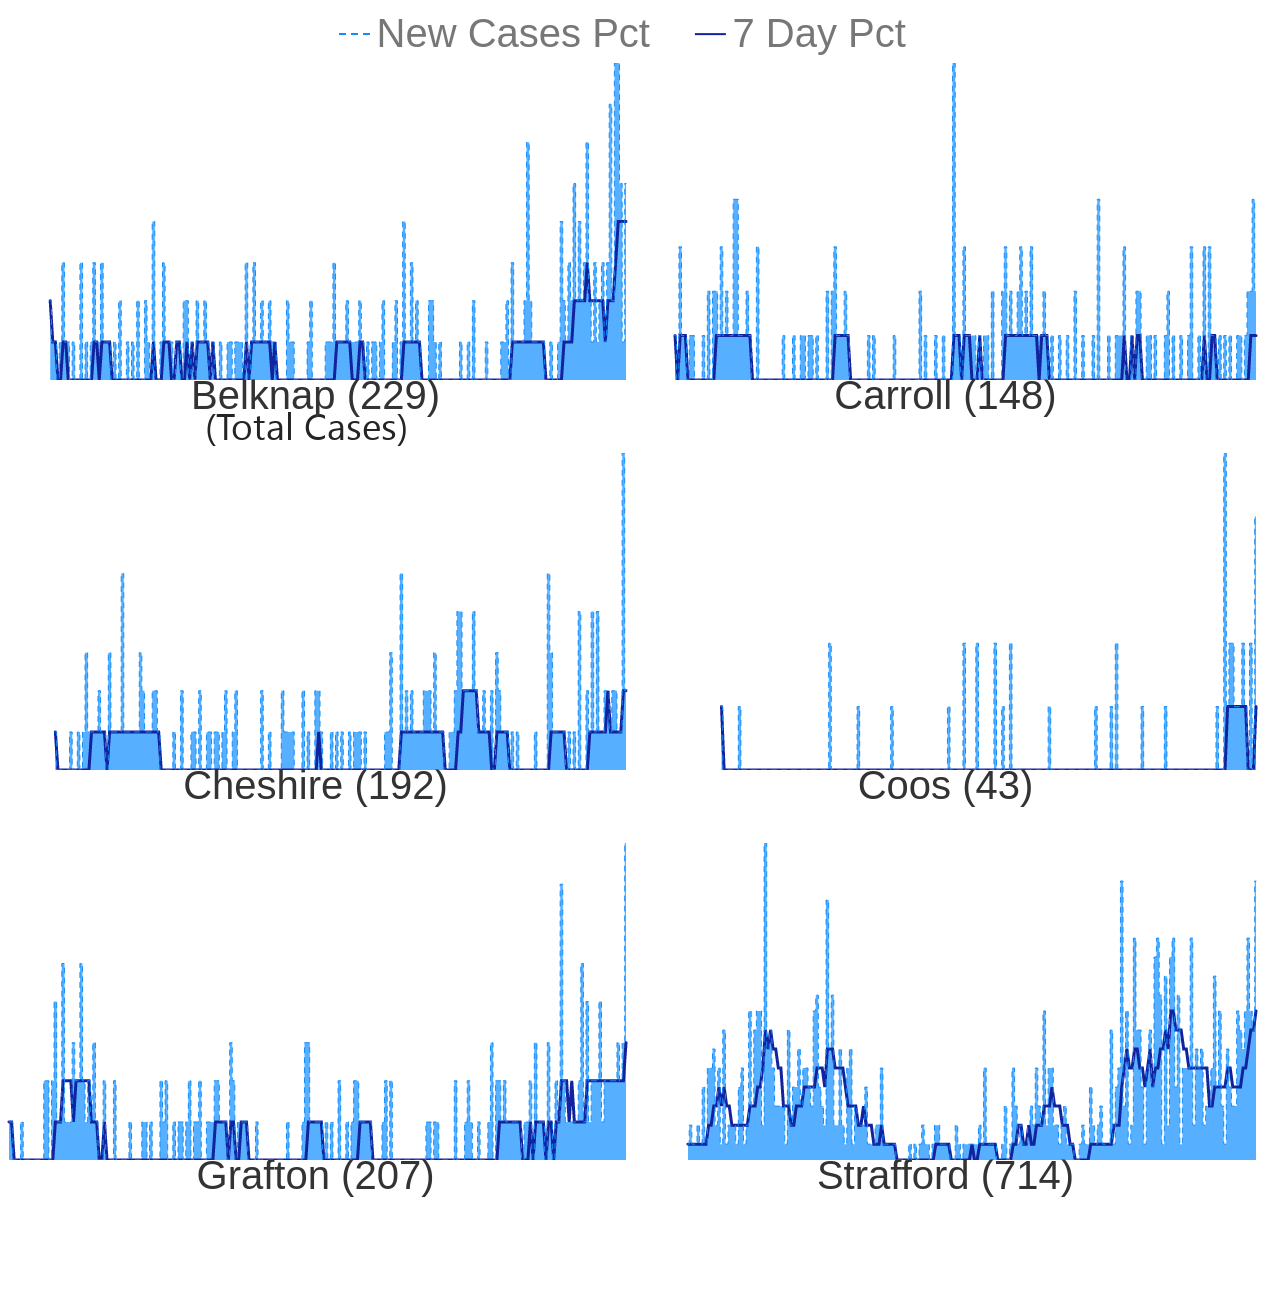 New Cases Pct 7 Day Pct
Belknap (229) Carroll (148)
(Total Cases)
Cheshire (192) Coos (43)
Grafton (207) Strafford (714)